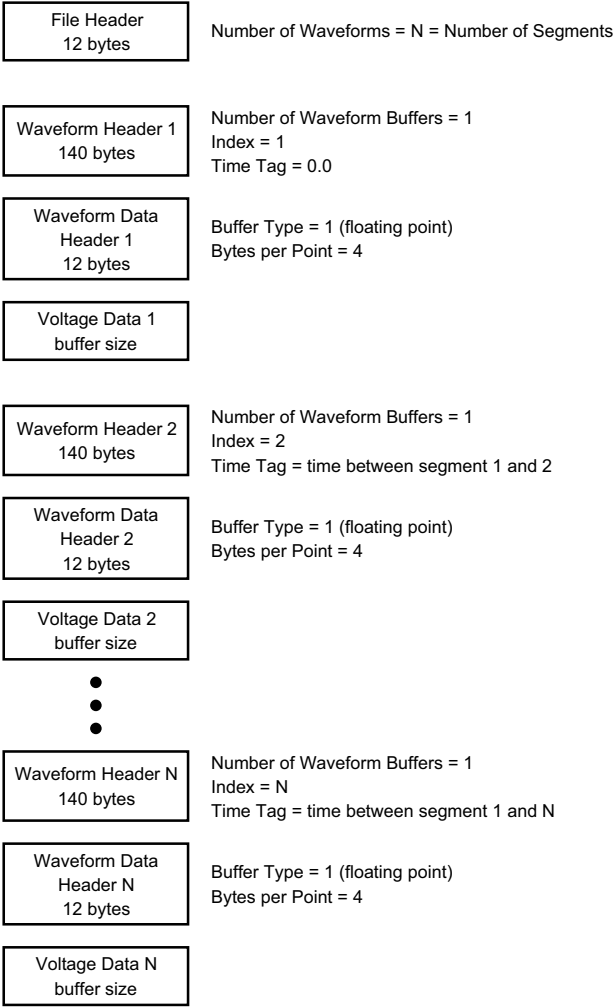 File Header
12 bytes
Number of Waveforms = N = Number of Segments
Waveform Header 1
140 bytes
Number of Waveform Buffers = 1
Index = 1
Time Tag = 0.0
Waveform Data
Header 1
12 bytes
Buffer Type = 1 (floating point)
Bytes per Point = 4
Voltage Data 1
buffer size
Waveform Header 2
140 bytes
Number of Waveform Buffers = 1
Index = 2
Time Tag = time between segment 1 and 2
Waveform Data
Header 2
12 bytes
Buffer Type = 1 (floating point)
Bytes per Point = 4
Voltage Data 2
buffer size
Waveform Header N
140 bytes
Number of Waveform Buffers = 1
Index = N
Time Tag = time between segment 1 and N
Waveform Data
Header N
12 bytes
Buffer Type = 1 (floating point)
Bytes per Point = 4
Voltage Data N
buffer size